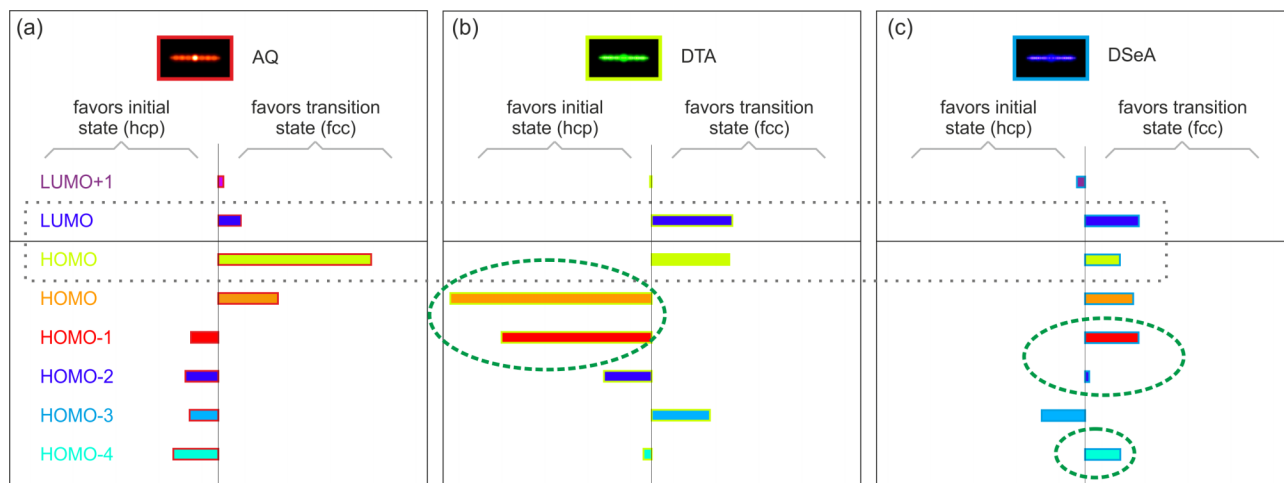 (a)
AQ
favors initial
state (hcp)
favors transition
state (fcc)
(b)
DTA
favors initial
state (hcp)
favors transition
state (fcc)
(c)
DSeA
favors initial
state (hcp)
favors transition
state (fcc)
LUMO+1
LUMO
HOMO
HOMO
HOMO-1
HOMO-2
HOMO-3
HOMO-4